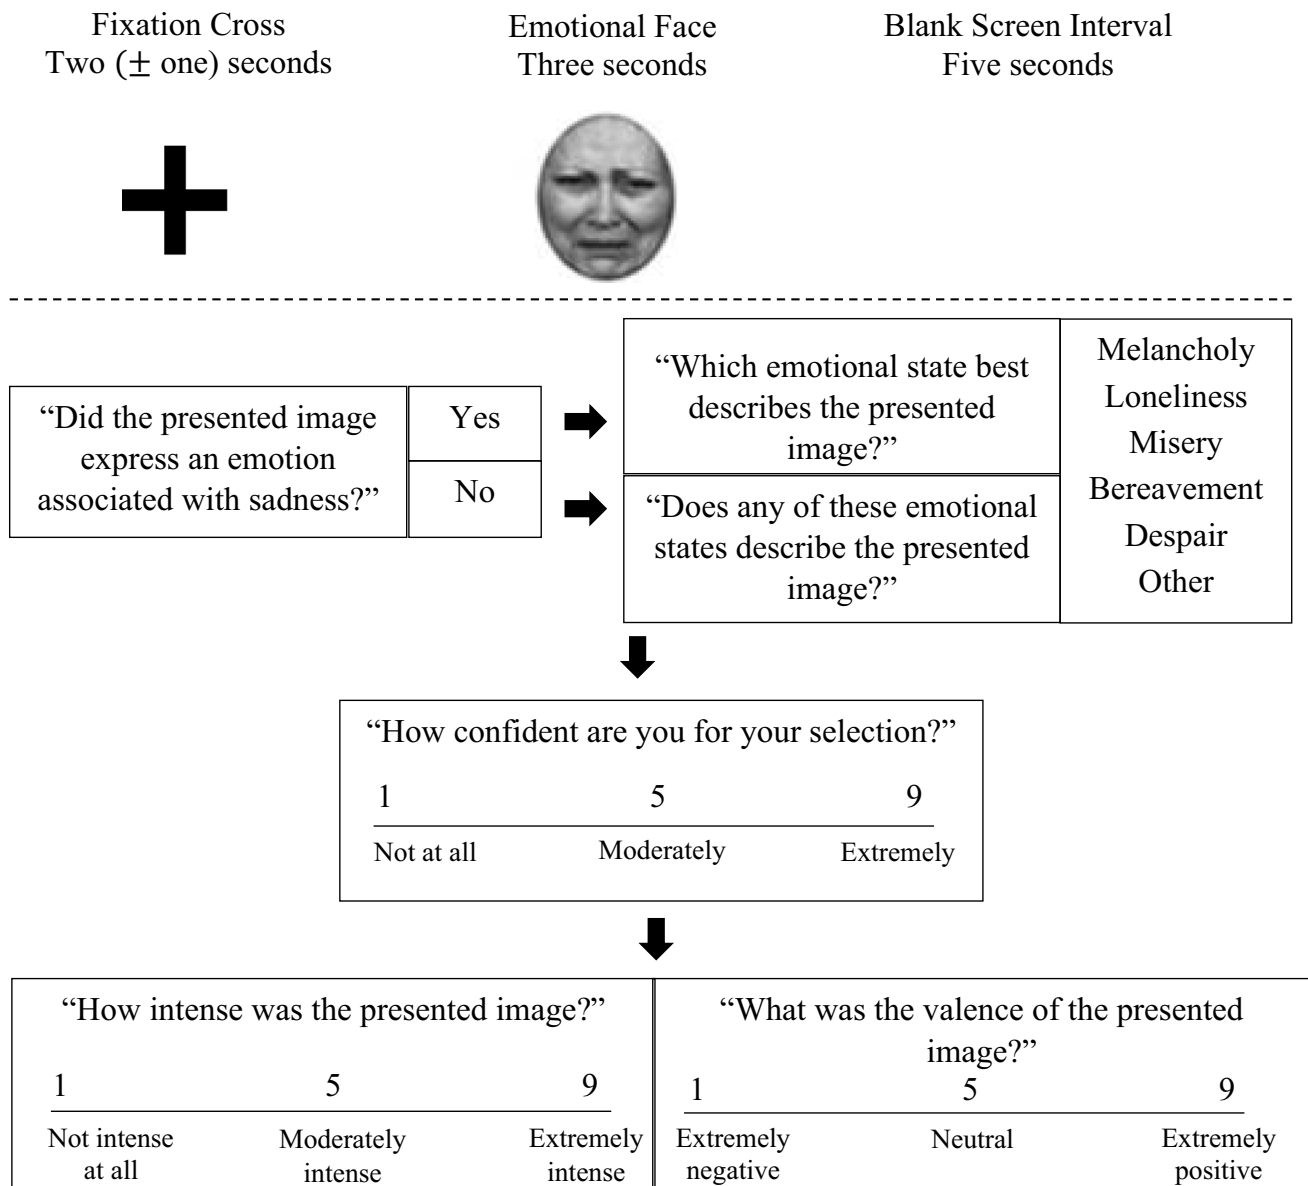 Fixation Cross
Two (± one) seconds
Emotional Face
Three seconds
Blank Screen Interval
Five seconds
“Did the presented image
express an emotion
associated with sadness?”
Yes
No
“Which emotional state best
describes the presented
image?”
“Does any of these emotional
states describe the presented
image?”
Melancholy
Loneliness
Misery
Bereavement
Despair
Other
“How confident are you for your selection?”
1 5 9
Not at all Moderately Extremely
“How intense was the presented image?”
1 5 9
Not intense Moderately Extremely
at all intense intense
“What was the valence of the presented
image?”
1 5 9
Extremely Neutral Extremely
negative positive